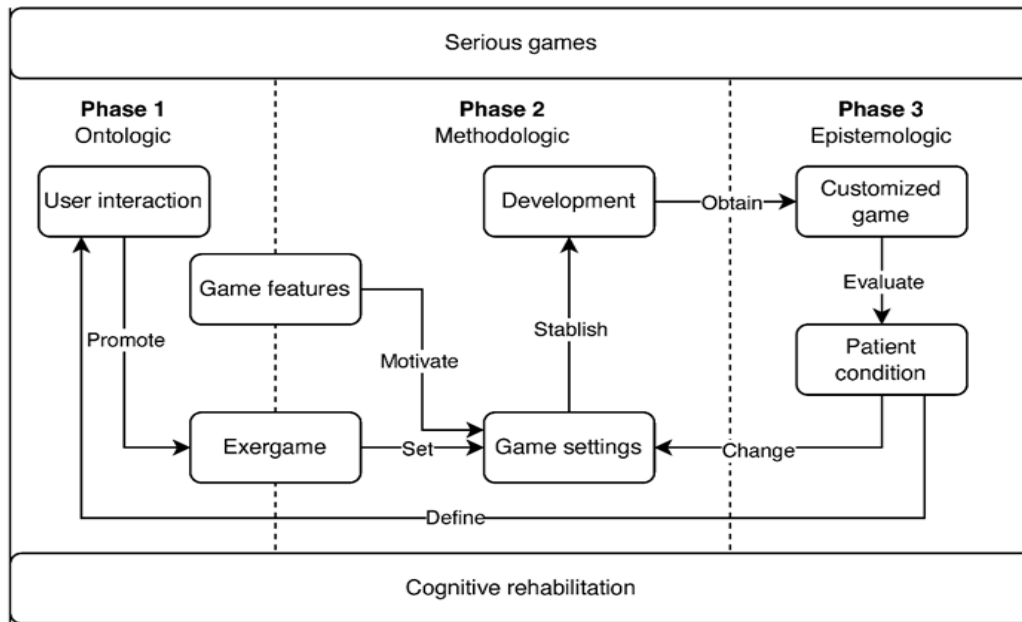 Serious games
Phase 1
Ontologic
Phase 2
Methodologic
Phase 3
Epistemologic
User interaction
Development
Obtain
Customized
game
Game features
Evaluate
Promote
Stablish
Motivate
Patient
condition
Exergame
Set
Game settings
Change
Define
Cognitive rehabilitation